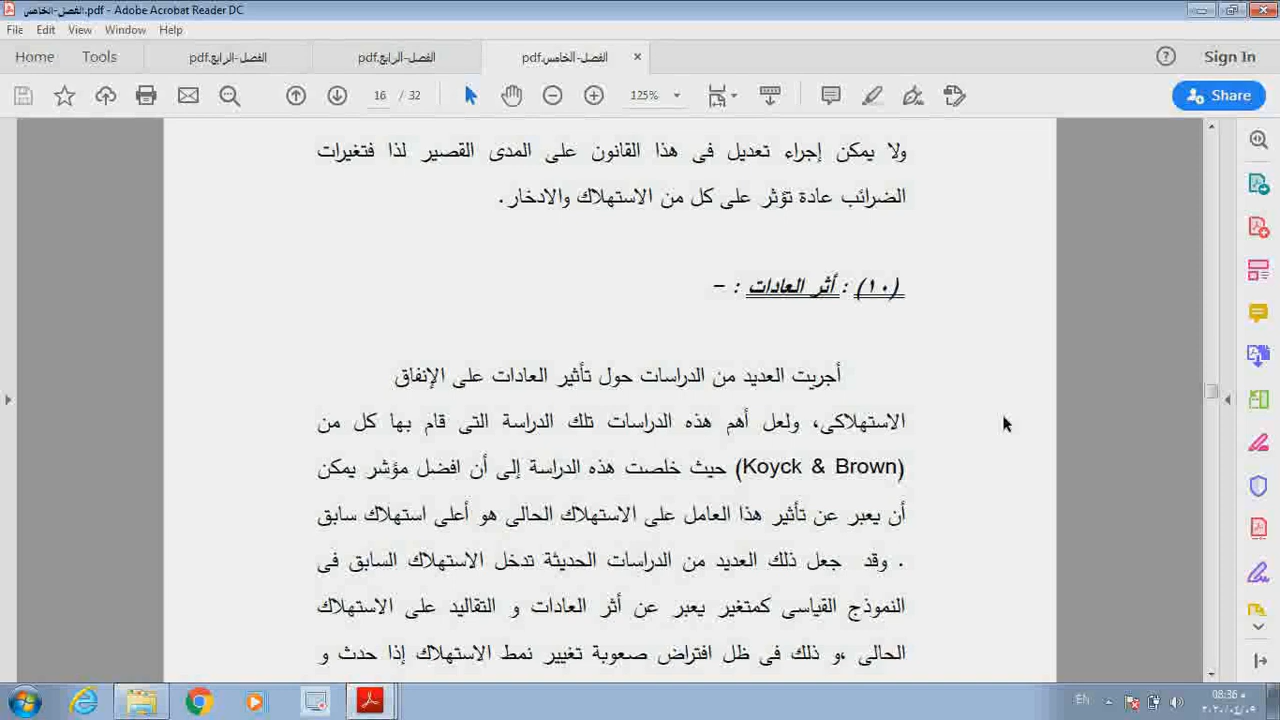 الفصل-الخامس.pdf - Adobe Acrobat Reader DC
File Edit View Window Help
Home Tools الفصل-الرابع.pdf الفصل-الرابع.pdf الفصل-الخامس.pdf × ? Sign In
16 / 32 125% Share
ولا يمكن إجراء تعديل فى هذا القانون على المدى القصير لذا فتغيرات
الضرائب عادة تؤثر على كل من الاستهلاك والادخار .
(١٠) : أثر العادات : –
أجريت العديد من الدراسات حول تأثير العادات على الإنفاق
الاستهلاكى، ولعل أهم هذه الدراسات تلك الدراسة التى قام بها كل من
(Koyck & Brown) حيث خلصت هذه الدراسة إلى أن افضل مؤشر يمكن
أن يعبر عن تأثير هذا العامل على الاستهلاك الحالى هو أعلى استهلاك سابق
. وقد جعل ذلك العديد من الدراسات الحديثة تدخل الاستهلاك السابق فى
النموذج القياسى كمتغير يعبر عن أثر العادات و التقاليد على الاستهلاك
الحالى ،و ذلك فى ظل افتراض صعوبة تغيير نمط الاستهلاك إذا حدث و
EN 08:36 م
٢٠٢٠/٠٤/٠٩